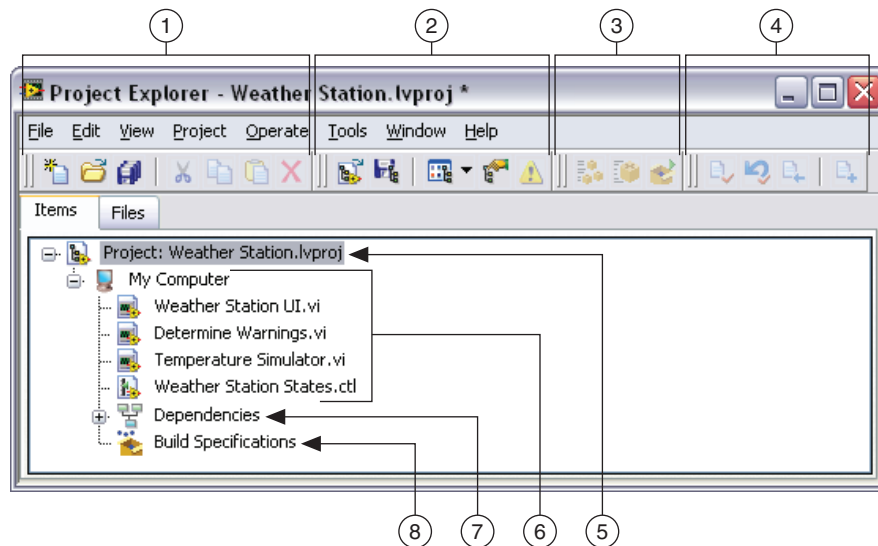 1 2 3 4
Project Explorer - Weather Station.lvproj *
File Edit View Project Operate Tools Window Help
Items Files
Project: Weather Station.lvproj
My Computer
Weather Station UI.vi
Determine Warnings.vi
Temperature Simulator.vi
Weather Station States.ctl
Dependencies
Build Specifications
8 7 6 5